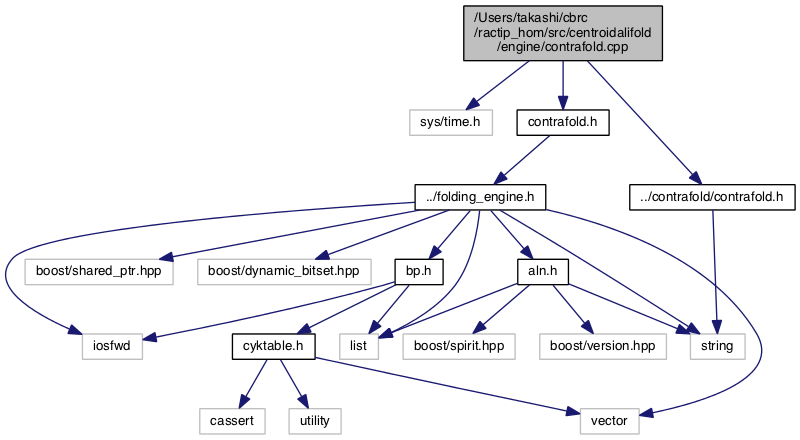 /Users/takashi/cbrc
/ractip_hom/src/centroidalifold
/engine/contrafold.cpp
sys/time.h
contrafold.h
../folding_engine.h
../contrafold/contrafold.h
boost/shared_ptr.hpp
boost/dynamic_bitset.hpp
bp.h
aln.h
iosfwd
cyktable.h
list
boost/spirit.hpp
boost/version.hpp
string
cassert
utility
vector